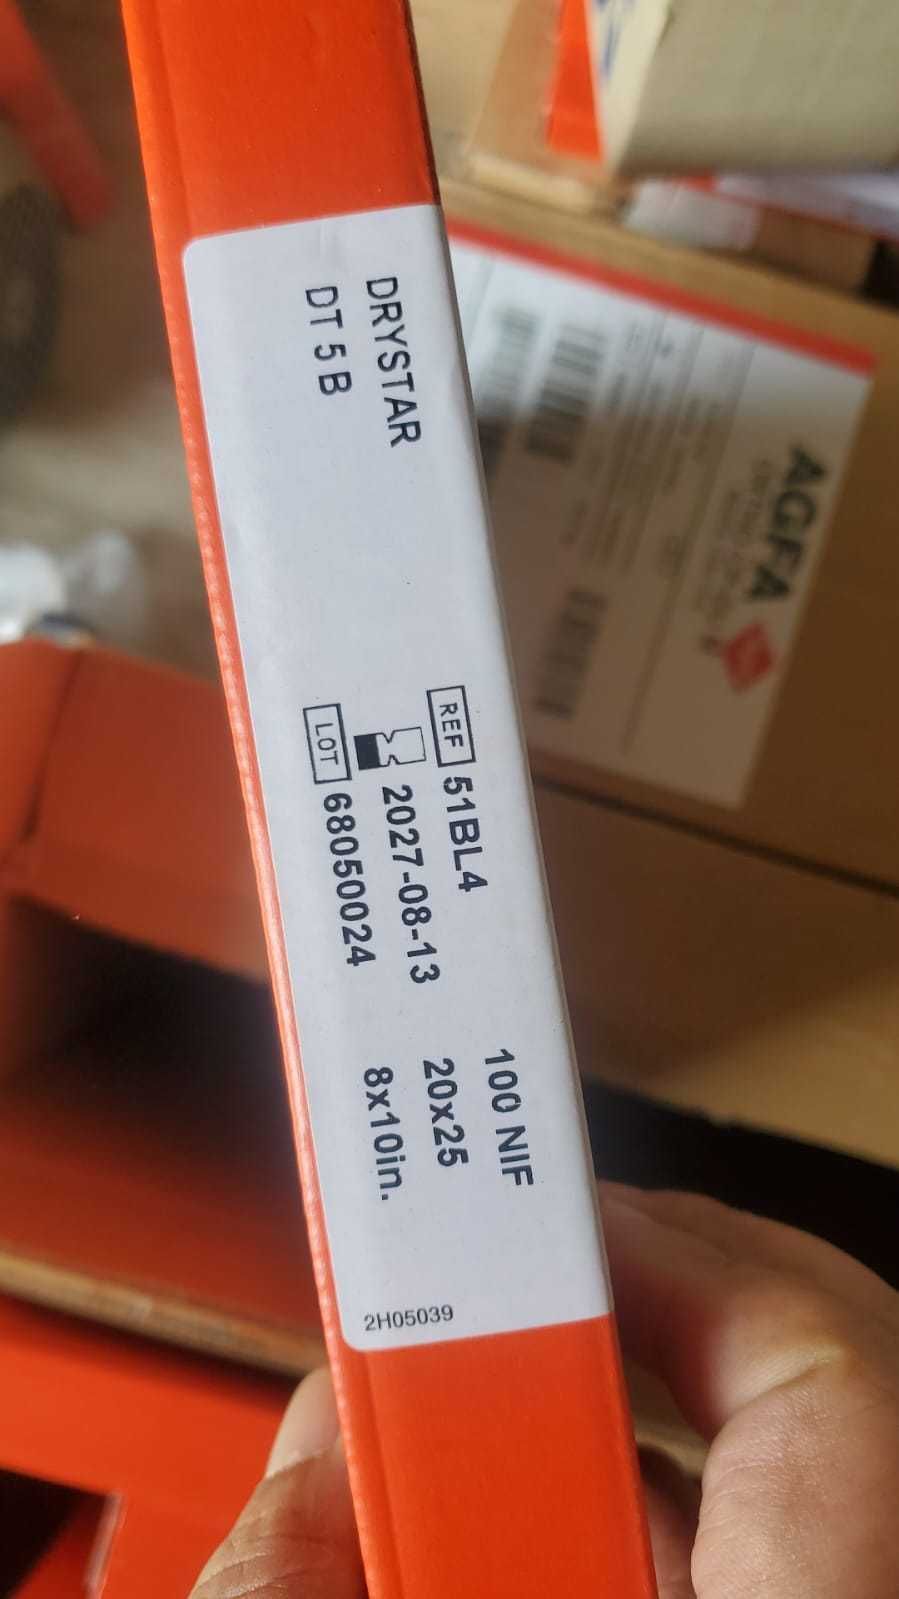 DRYSTAR
DT 5 B
REF 51BL4
2027-08-13
LOT 68050024
100 NIF
20x25
8x10in.
2H05039
AGFA